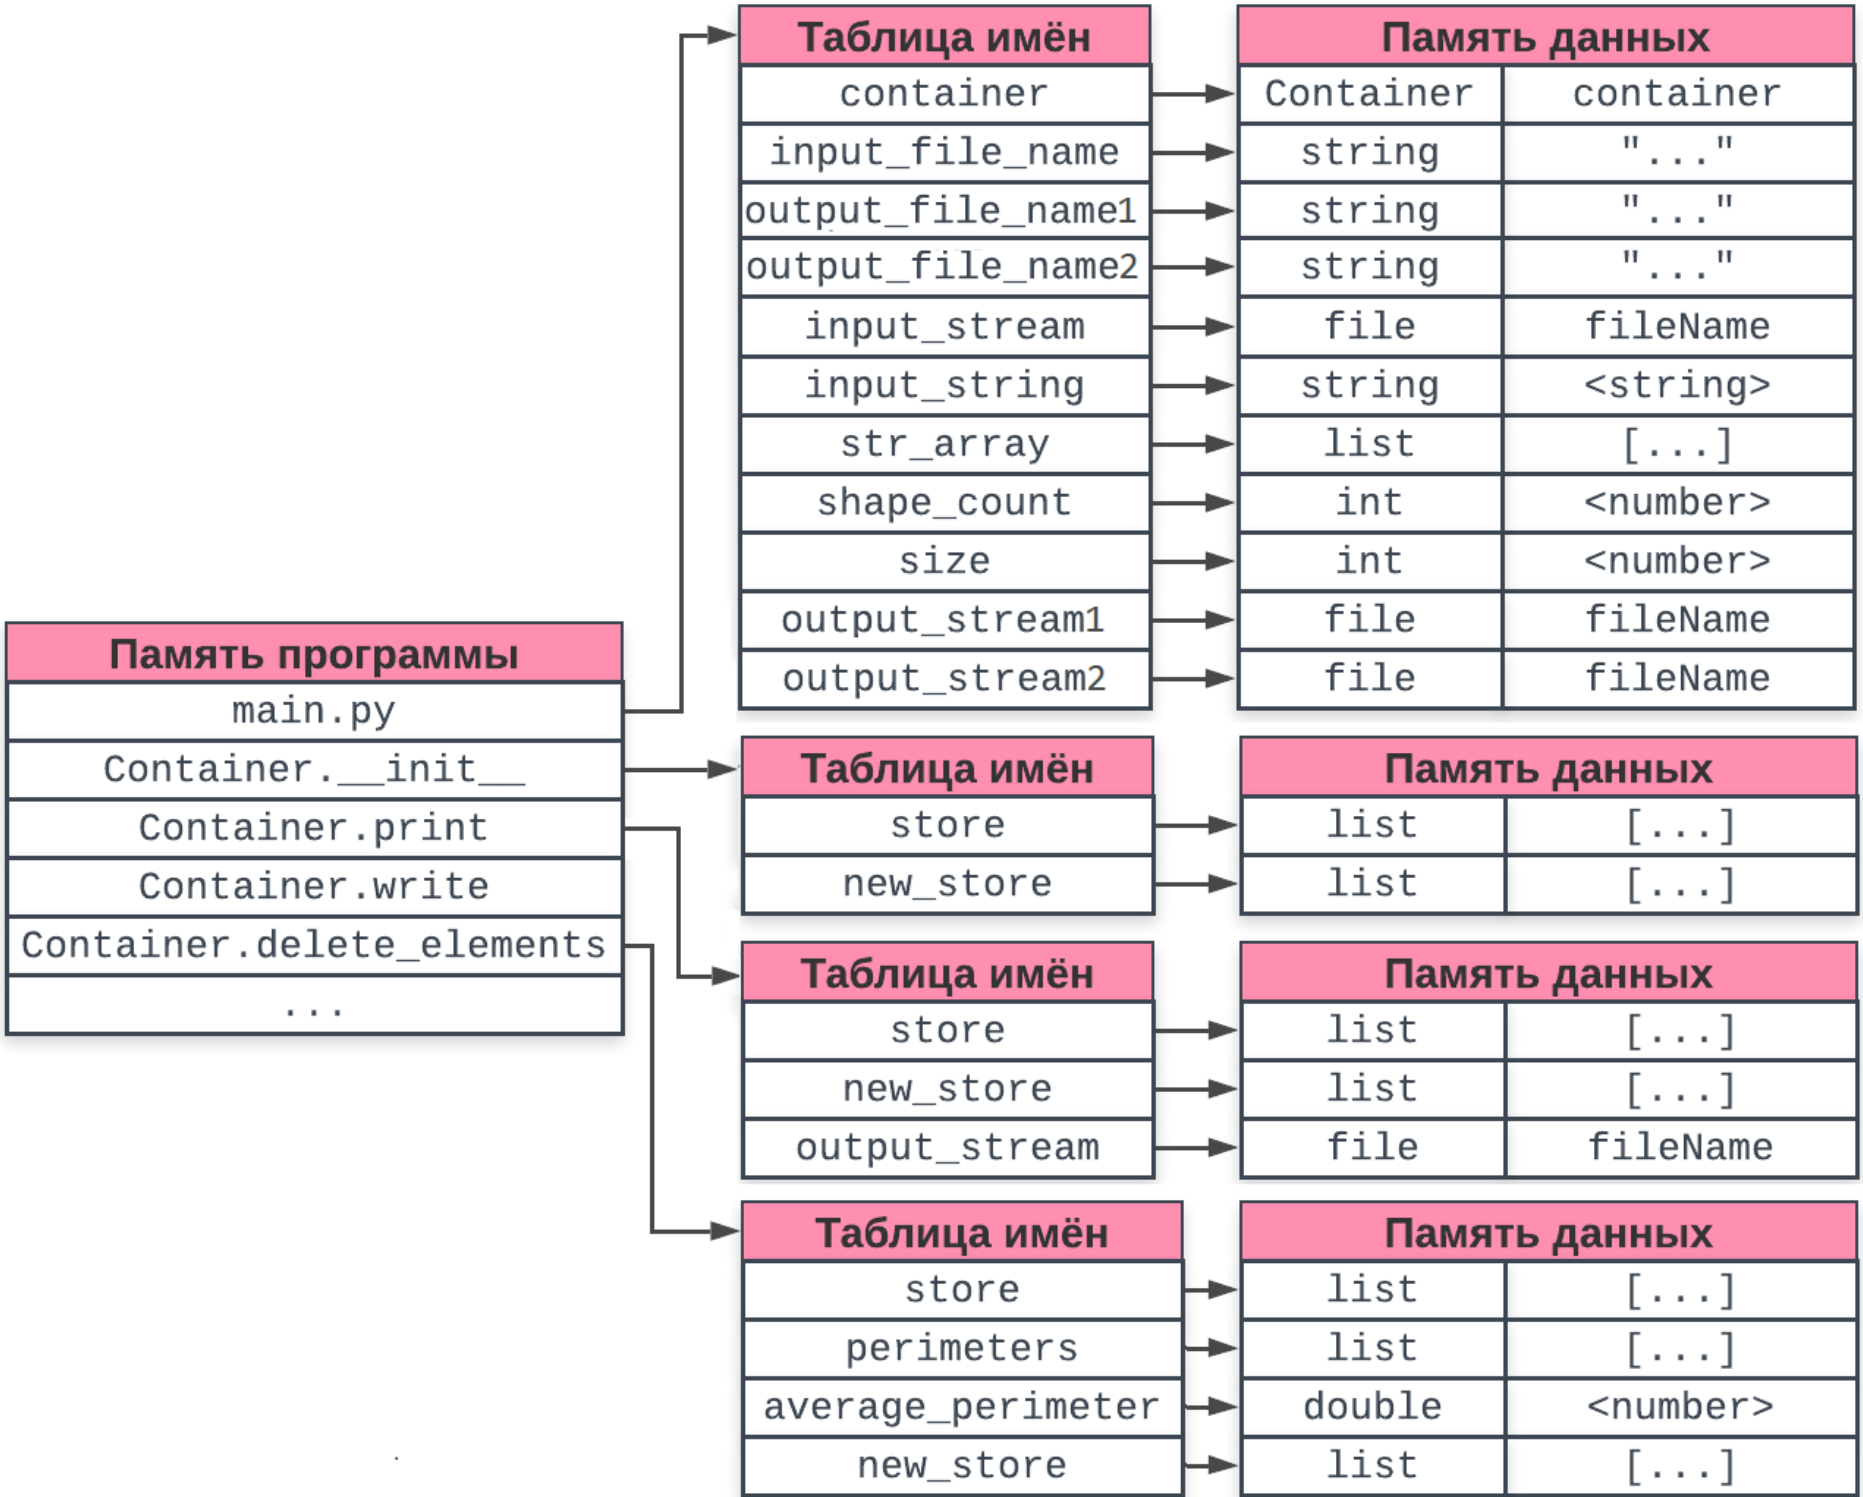 Таблица имён Память данных
container Container container
input_file_name string "..."
output_file_name1 string "..."
output_file_name2 string "..."
input_stream file fileName
input_string string <string>
str_array list [...]
shape_count int <number>
size int <number>
output_stream1 file fileName
output_stream2 file fileName
Память программы
main.py
Container.__init__
Container.print
Container.write
Container.delete_elements
...
Таблица имён Память данных
store list [...]
new_store list [...]
Таблица имён Память данных
store list [...]
new_store list [...]
output_stream file fileName
Таблица имён Память данных
store list [...]
perimeters list [...]
average_perimeter double <number>
new_store list [...]